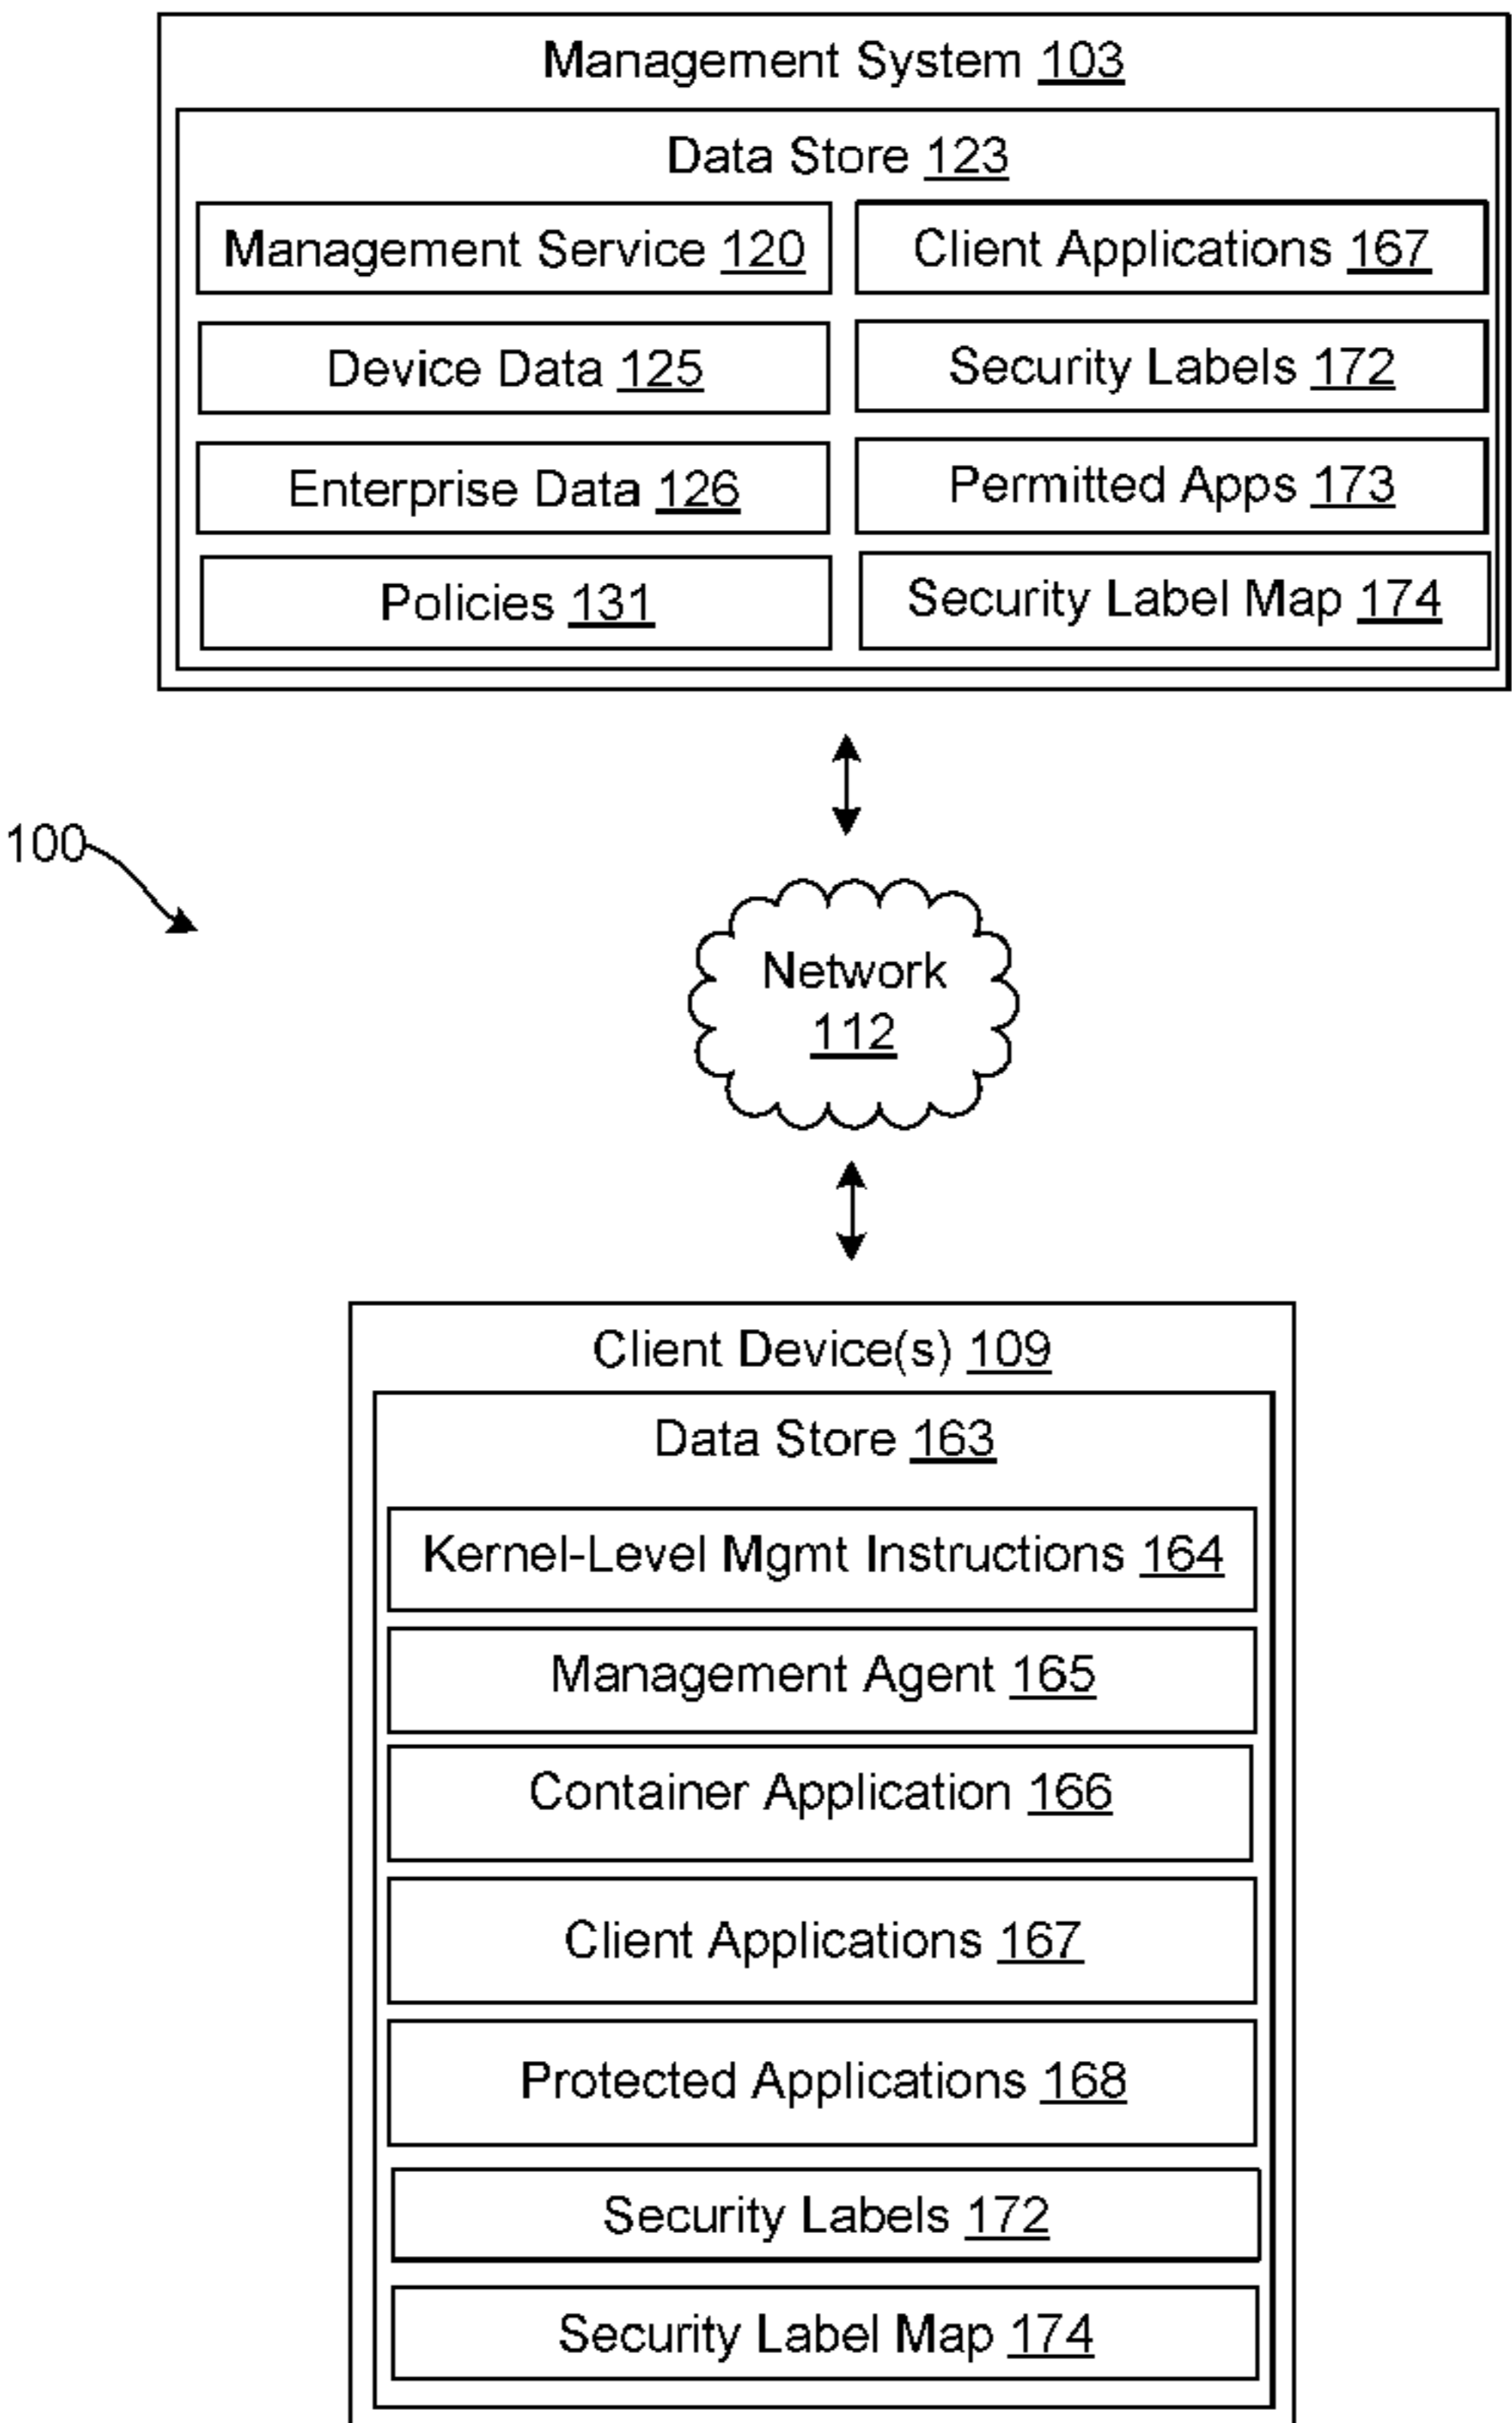 Management System 103
Data Store 123
Management Service 120
Client Applications 167
Device Data 125
Security Labels 172
Enterprise Data 126
Permitted Apps 173
Policies 131
Security Label Map 174
100
Network
112
Client Device(s) 109
Data Store 163
Kernel-Level Mgmt Instructions 164
Management Agent 165
Container Application 166
Client Applications 167
Protected Applications 168
Security Labels 172
Security Label Map 174